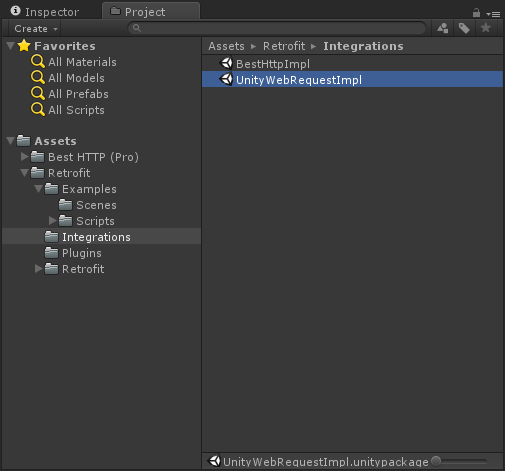 Inspector Project
Create
Favorites
All Materials
All Models
All Prefabs
All Scripts
Assets
Best HTTP (Pro)
Retrofit
Examples
Scenes
Scripts
Integrations
Plugins
Retrofit
Assets Retrofit Integrations
BestHttpImpl
UnityWebRequestImpl
UnityWebRequestImpl.unitypackage